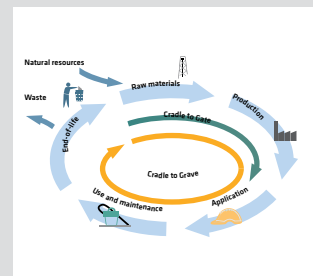 Natural resources
Raw materials
Waste
Production
Cradle to Gate
End-of-life
Cradle to Grave
Use and maintenance
Application